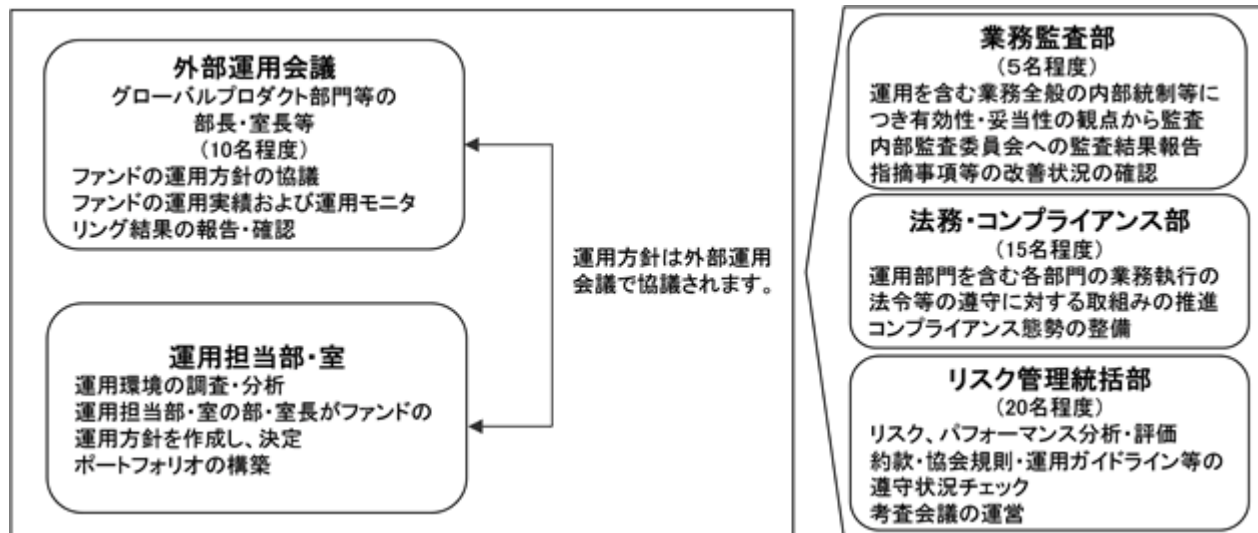 外部運用会議
グローバルプロダクト部門等の
部長・室長等
(10名程度)
ファンドの運用方針の協議
ファンドの運用実績および運用モニタ
リング結果の報告・確認
運用方針は外部運用
会議で協議されます。
運用担当部・室
運用環境の調査・分析
運用担当部・室の部・室長がファンドの
運用方針を作成し、決定
ポートフォリオの構築
業務監査部
(5名程度)
運用を含む業務全般の内部統制等に
つき有効性・妥当性の観点から監査
内部監査委員会への監査結果報告
指摘事項等の改善状況の確認
法務・コンプライアンス部
(15名程度)
運用部門を含む各部門の業務執行の
法令等の遵守に対する取組みの推進
コンプライアンス態勢の整備
リスク管理統括部
(20名程度)
リスク、パフォーマンス分析・評価
約款・協会規則・運用ガイドライン等の
遵守状況チェック
考査会議の運営